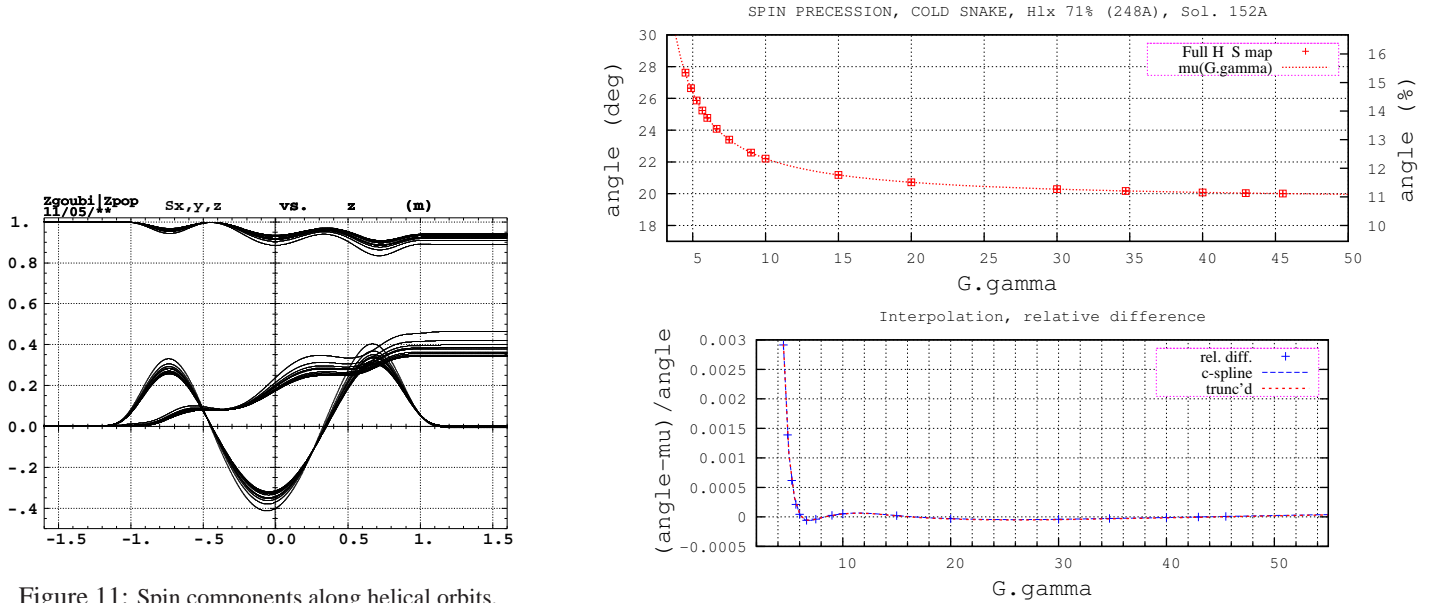 Zgoubi|Zpop
11/05/**
Sx,y,z vs. z (m)
1.
0.8
0.6
0.4
0.2
0.0
-.2
-.4
-1.5 -1.0 -.5 0.0 0.5 1.0 1.5
Figure 11: Spin components along helical orbits.
SPIN PRECESSION, COLD SNAKE, Hlx 71% (248A), Sol. 152A
angle (deg)
30
28
26
24
22
20
18
Full H S map
mu(G.gamma)
16
15
14
13
12
11
10
angle (%)
5 10 15 20 25 30 35 40 45 50
G.gamma
Interpolation, relative difference
(angle-mu)/angle
0.003
0.0025
0.002
0.0015
0.001
0.0005
0
-0.0005
rel. diff.
c-spline
trunc'd
10 20 30 40 50
G.gamma